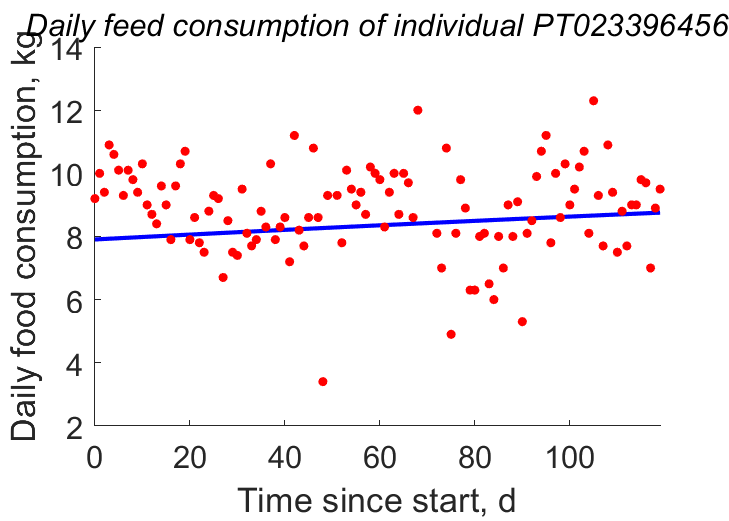 Daily feed consumption of individual PT023396456
Daily food consumption, kg
14
12
10
8
6
4
2
0 20 40 60 80 100
Time since start, d